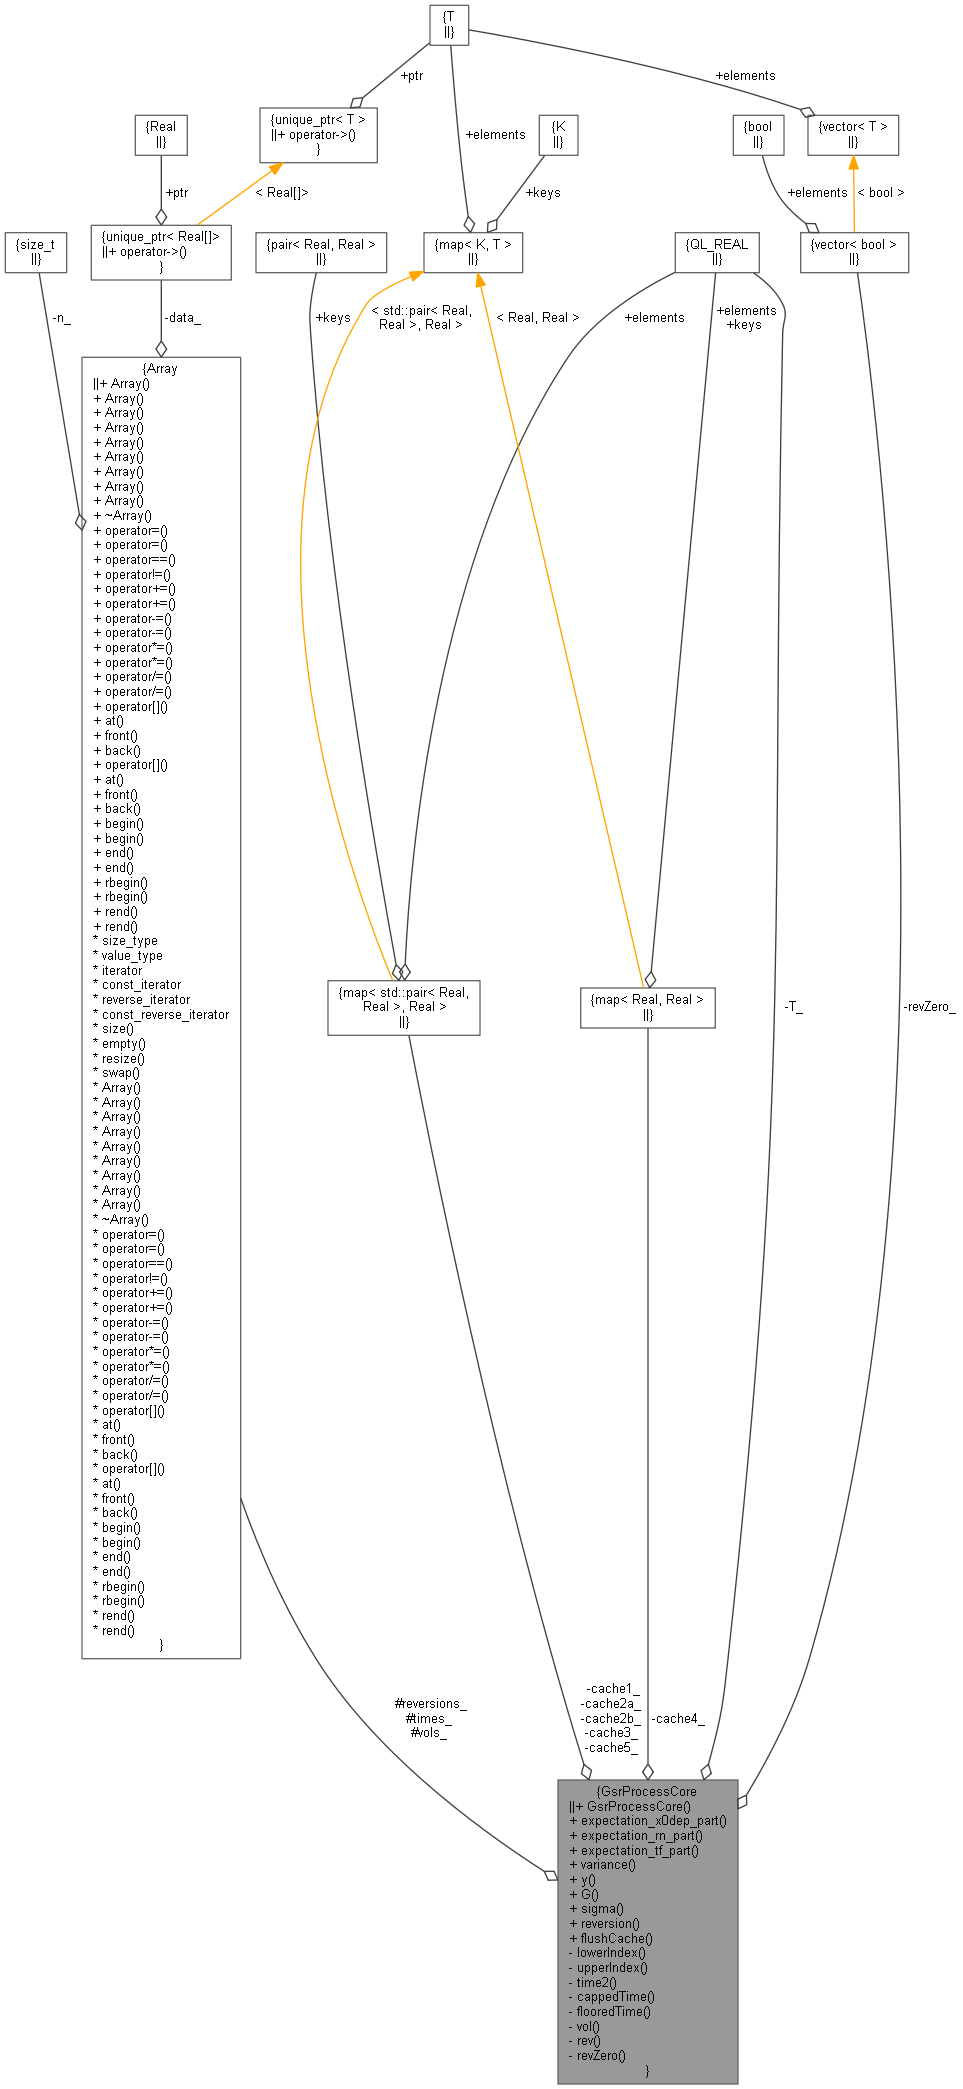 {T
||}
+ptr
+elements
+elements
{Real
||}
{unique_ptr< T >
||+ operator->()
}
{K
||}
{bool
||}
{vector< T >
||}
+ptr
< Real[]>
+keys
+elements
< bool >
{size_t
||}
{unique_ptr< Real[]>
||+ operator->()
}
{pair< Real, Real >
||}
{map< K, T >
||}
{QL_REAL
||}
{vector< bool >
||}
-n_
-data_
+keys
< std::pair< Real,
Real >, Real >
< Real, Real >
+elements
+elements
+keys
{Array
||+ Array()
+ Array()
+ Array()
+ Array()
+ Array()
+ Array()
+ Array()
+ Array()
+ Array()
+ ~Array()
+ operator=()
+ operator=()
+ operator==()
+ operator!=()
+ operator+=()
+ operator+=()
+ operator-=()
+ operator-=()
+ operator*=()
+ operator*=()
+ operator/=()
+ operator/=()
+ operator[]()
+ at()
+ front()
+ back()
+ operator[]()
+ at()
+ front()
+ back()
+ begin()
+ begin()
+ end()
+ end()
+ rbegin()
+ rbegin()
+ rend()
+ rend()
* size_type
* value_type
* iterator
* const_iterator
* reverse_iterator
* const_reverse_iterator
* size()
* empty()
* resize()
* swap()
* Array()
* Array()
* Array()
* Array()
* Array()
* Array()
* Array()
* Array()
* Array()
* ~Array()
* operator=()
* operator=()
* operator==()
* operator!=()
* operator+=()
* operator+=()
* operator-=()
* operator-=()
* operator*=()
* operator*=()
* operator/=()
* operator/=()
* operator[]()
* at()
* front()
* back()
* operator[]()
* at()
* front()
* back()
* begin()
* begin()
* end()
* end()
* rbegin()
* rbegin()
* rend()
* rend()
}
{map< std::pair< Real,
Real >, Real >
||}
{map< Real, Real >
||}
-T_
-revZero_
#reversions_
#times_
#vols_
-cache1_
-cache2a_
-cache2b_
-cache3_
-cache5_
-cache4_
{GsrProcessCore
||+ GsrProcessCore()
+ expectation_x0dep_part()
+ expectation_rn_part()
+ expectation_tf_part()
+ variance()
+ y()
+ G()
+ sigma()
+ reversion()
+ flushCache()
- lowerIndex()
- upperIndex()
- time2()
- cappedTime()
- flooredTime()
- vol()
- rev()
- revZero()
}